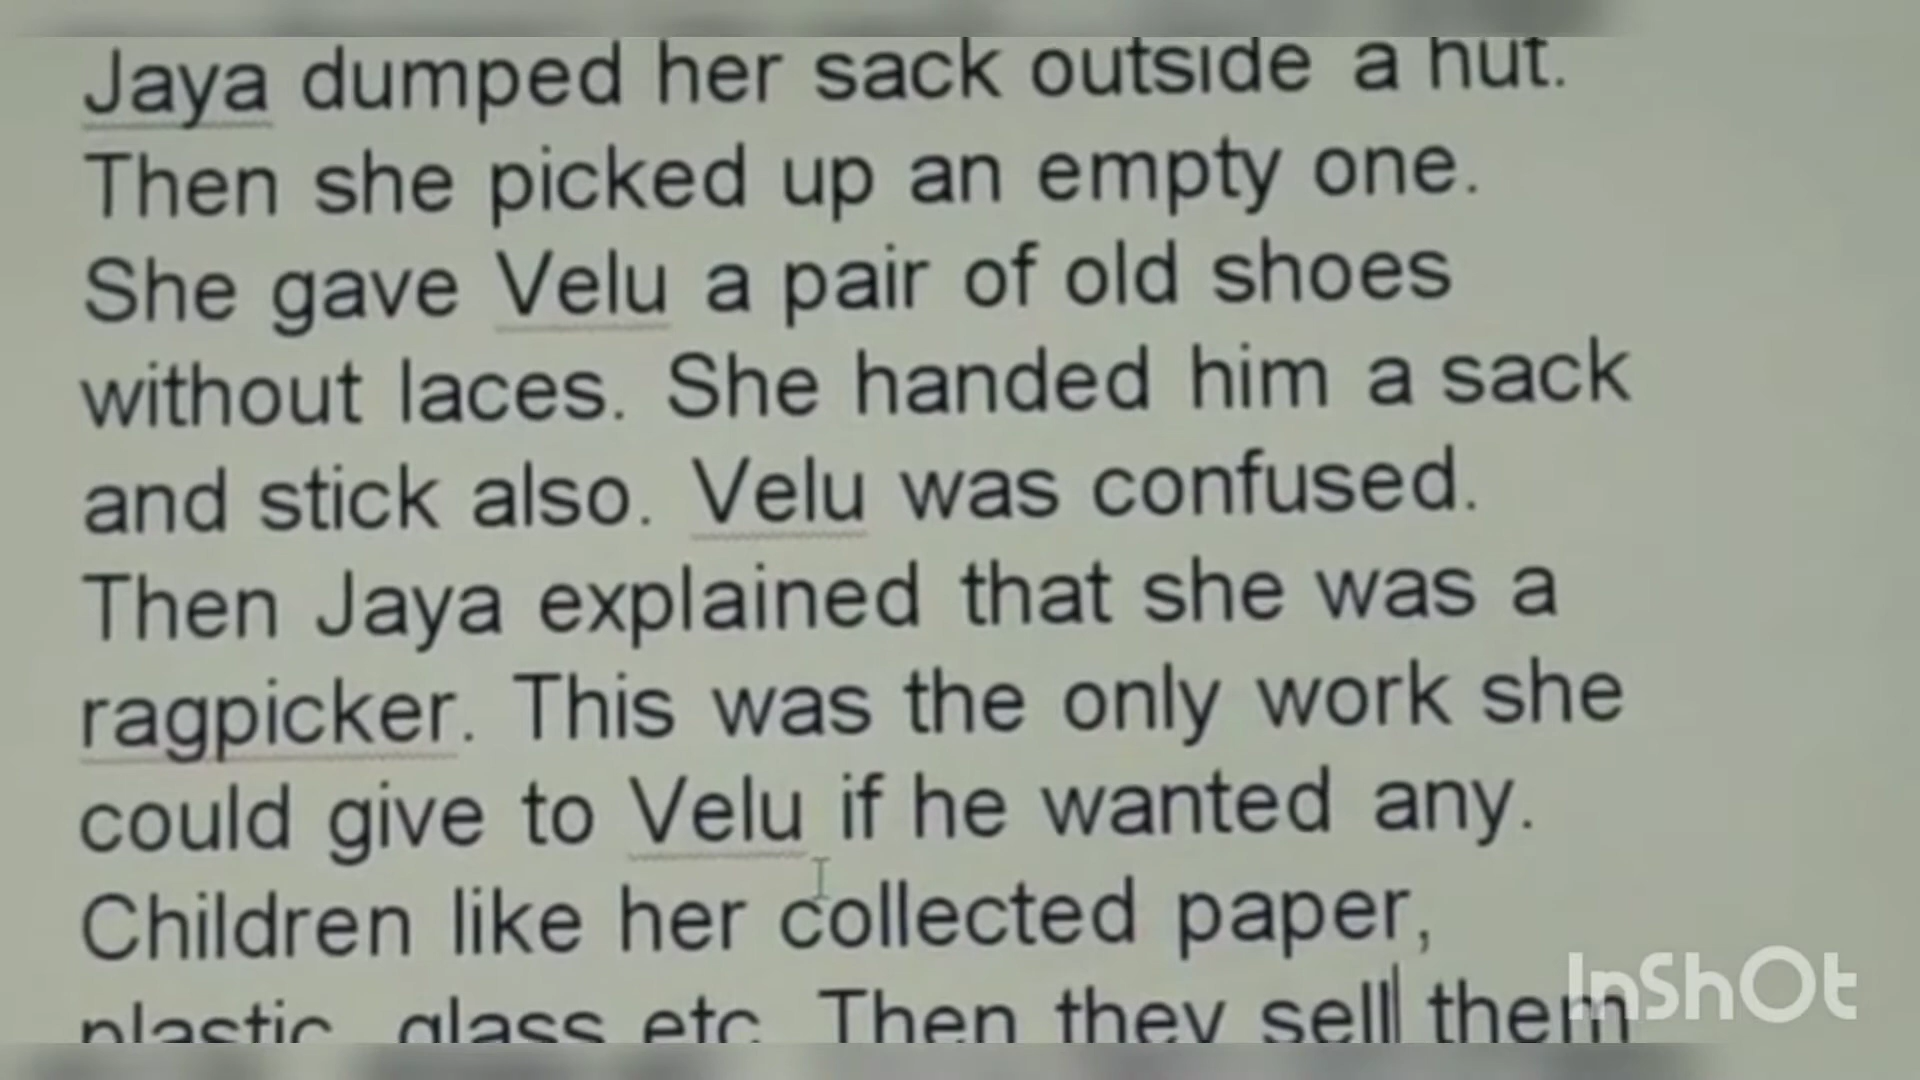 Jaya dumped her sack outside a hut.
Then she picked up an empty one.
She gave Velu a pair of old shoes
without laces. She handed him a sack
and stick also. Velu was confused.
Then Jaya explained that she was a
ragpicker. This was the only work she
could give to Velu if he wanted any.
Children like her collected paper,
plastic, glass etc. Then they sell them
InShOt